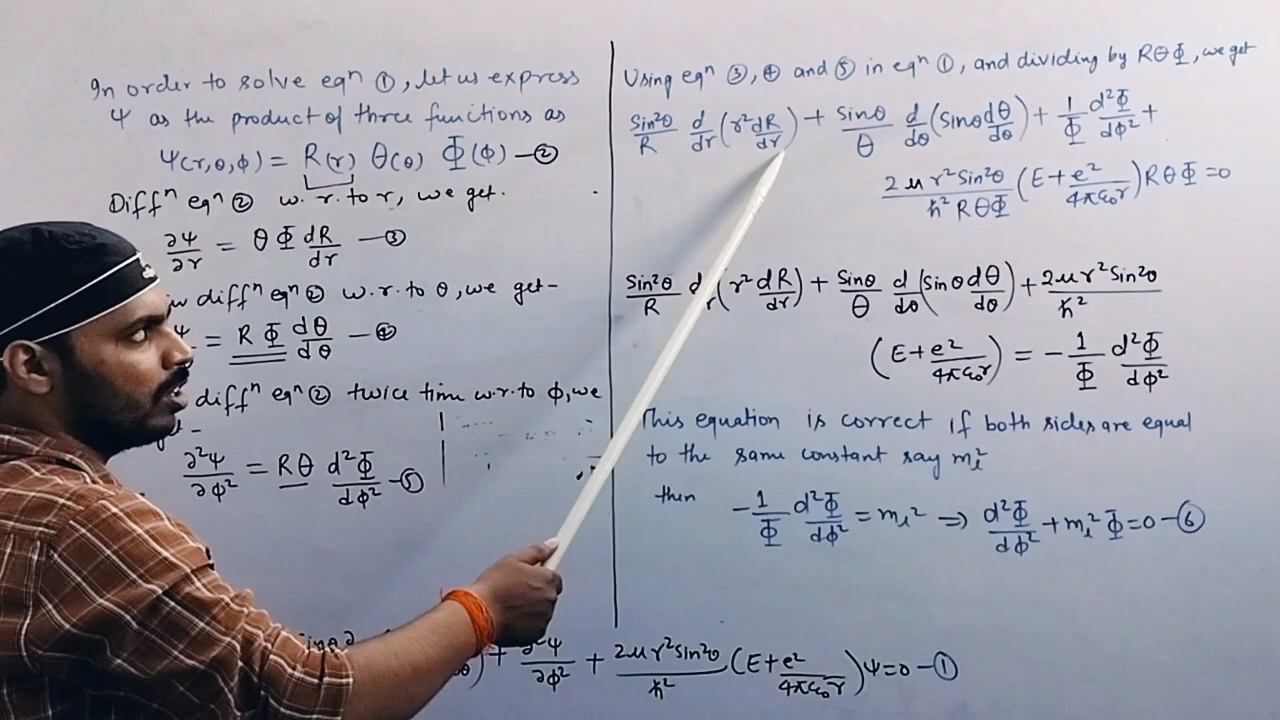 In order to solve eqⁿ ①, let us express
Ψ as the product of three functions as
Ψ(r,θ,ϕ) = R(r) θ(θ) Φ(ϕ) —②
Diffⁿ eqⁿ ② w.r. to r, we get.
∂Ψ/∂r = θ Φ dR/dr —③
diffⁿ eqⁿ ② w.r. to θ, we get-
= R Φ dθ/dθ —④
diffⁿ eqⁿ ② twice time w.r. to ϕ, we
∂²Ψ/∂ϕ² = Rθ d²Φ/dϕ² —⑤
Using eqⁿ ③, ④ and ⑤ in eqⁿ ①, and dividing by RθΦ, we get
Sin²θ/R d/dr (r² dR/dr) + Sinθ/θ d/dθ (Sinθ dθ/dθ) + 1/Φ d²Φ/dϕ² +
2μr²Sin²θ/ħ²RθΦ (E + e²/4πε₀r) RθΦ = 0
Sin²θ/R (r² dR/dr) + Sinθ/θ d/dθ (Sinθ dθ/dθ) + 2μr²Sin²θ/ħ²
(E + e²/4πε₀r) = - 1/Φ d²Φ/dϕ²
This equation is correct if both sides are equal
to the same constant say mₗ²
then -1/Φ d²Φ/dϕ² = mₗ² ⇒ d²Φ/dϕ² + mₗ²Φ = 0 —⑥
) + ∂²Ψ/∂ϕ² + 2μr²sin²θ/ħ² (E + e²/4πε₀r)Ψ = 0 —①